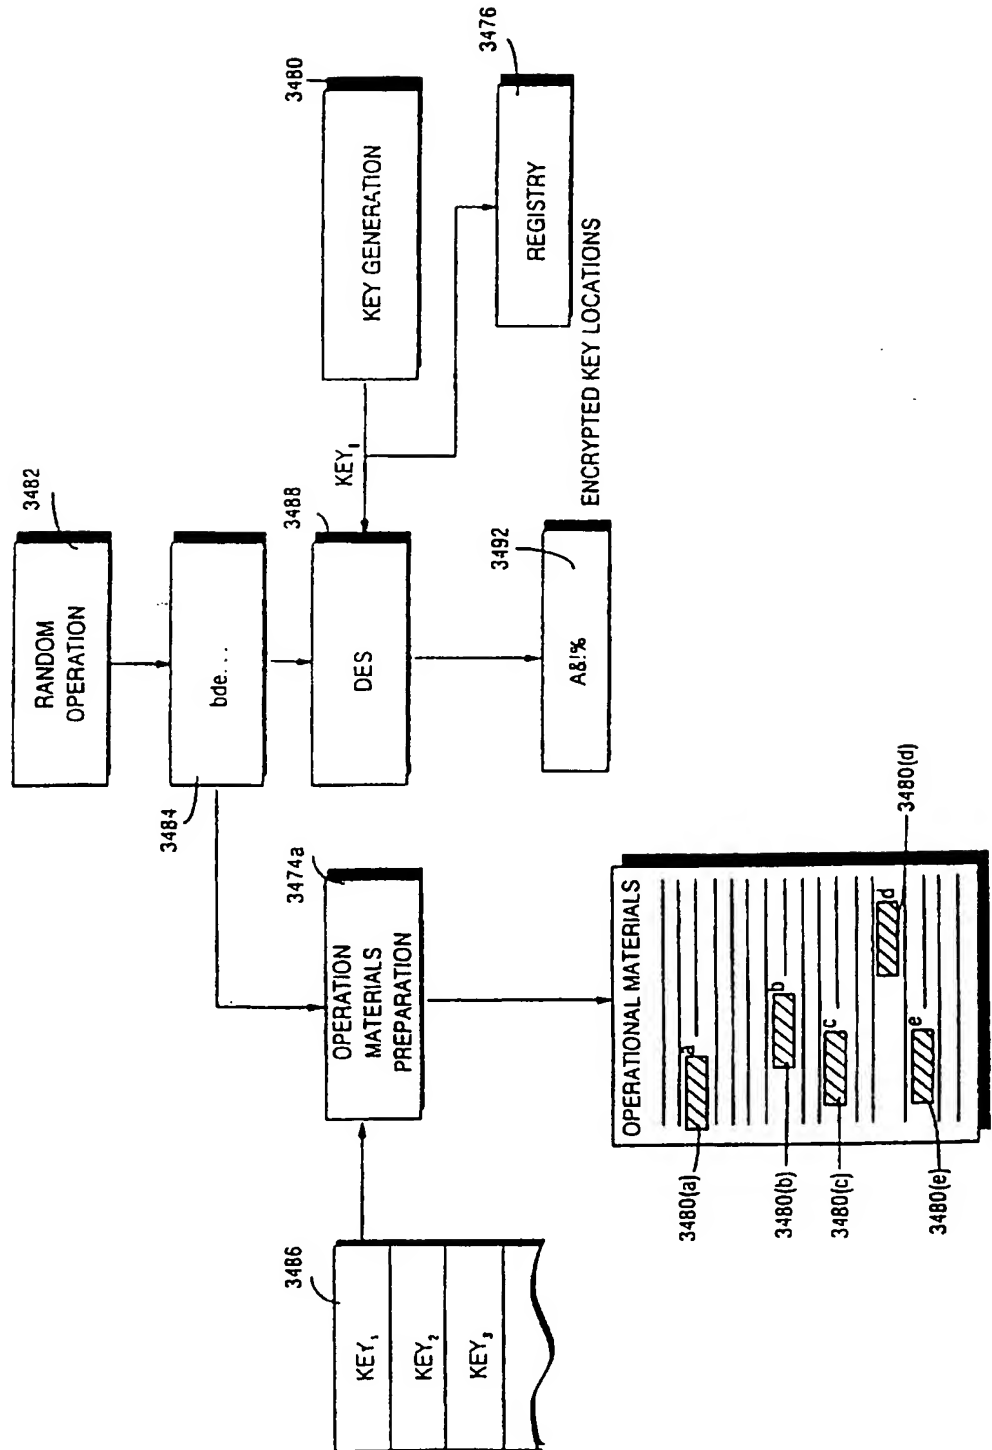 3482
RANDOM
OPERATION
3484
bde...
3488
DES
KEY₁
3480
KEY GENERATION
3476
REGISTRY
3492
A&!%
ENCRYPTED KEY LOCATIONS
3486
KEY₁
KEY₂
KEY₃
3474a
OPERATION
MATERIALS
PREPARATION
OPERATIONAL MATERIALS
a
b
c
d
e
3480(a)
3480(b)
3480(c)
3480(d)
3480(e)